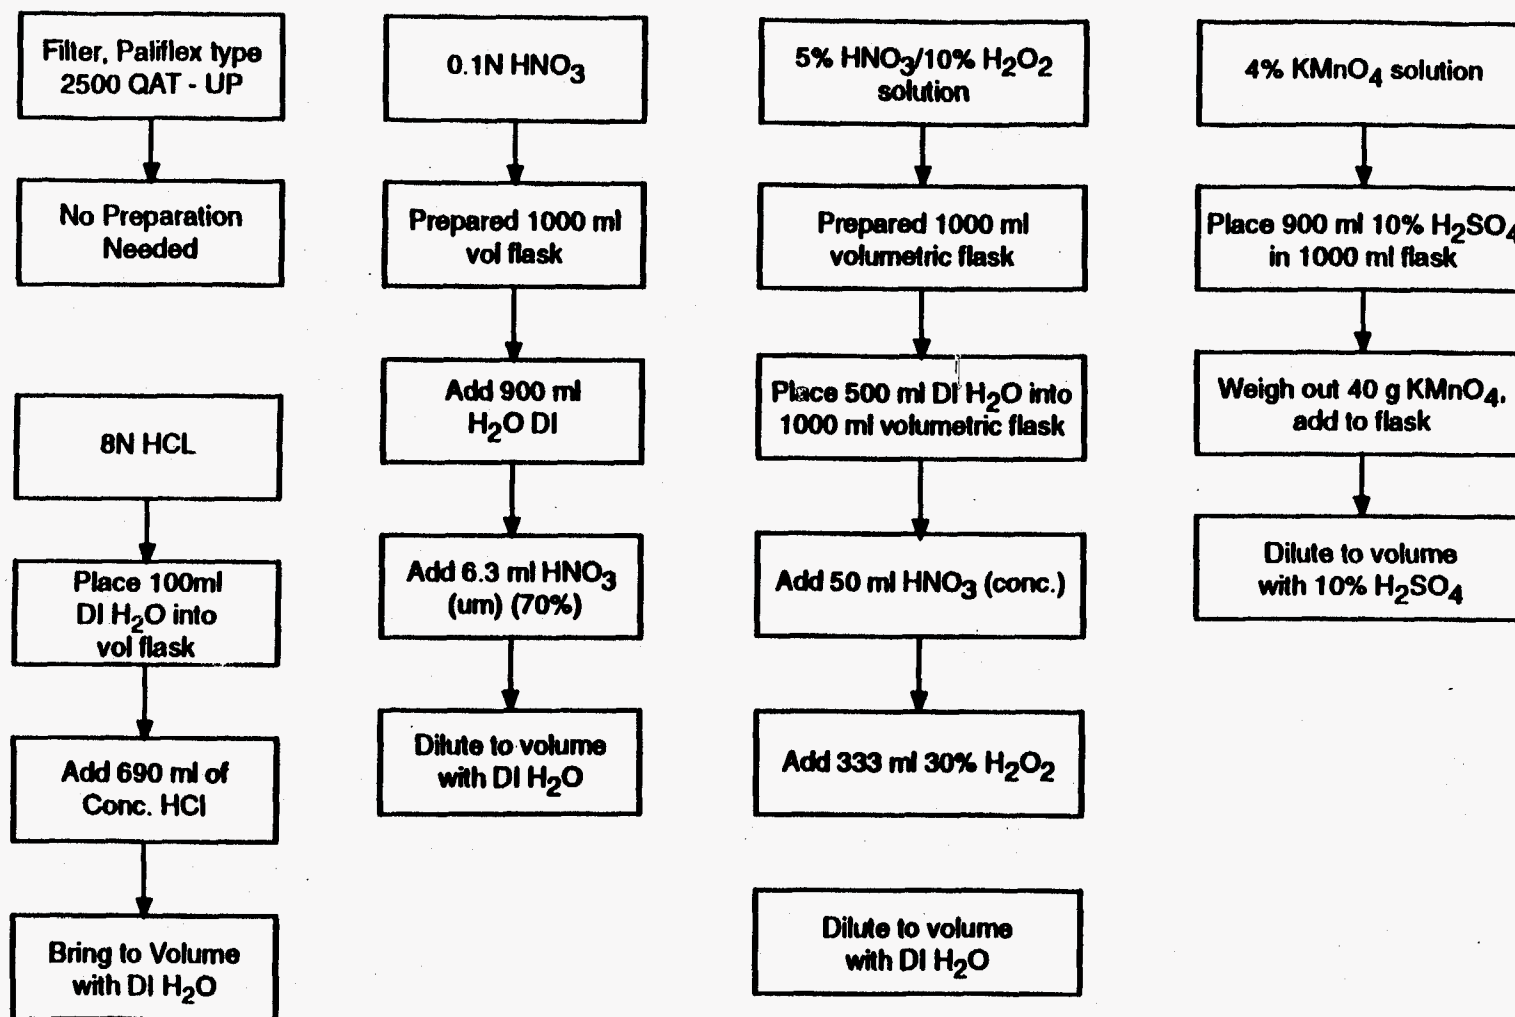 Filter, Paliflex type
2500 QAT - UP
No Preparation
Needed
8N HCL
Place 100ml
DI H₂O into
vol flask
Add 690 ml of
Conc. HCl
Bring to Volume
with DI H₂O
0.1N HNO₃
Prepared 1000 ml
vol flask
Add 900 ml
H₂O DI
Add 6.3 ml HNO₃
(um) (70%)
Dilute to volume
with DI H₂O
5% HNO₃/10% H₂O₂
solution
Prepared 1000 ml
volumetric flask
Place 500 ml DI H₂O into
1000 ml volumetric flask
Add 50 ml HNO₃ (conc.)
Add 333 ml 30% H₂O₂
Dilute to volume
with DI H₂O
4% KMnO₄ solution
Place 900 ml 10% H₂SO₄
in 1000 ml flask
Weigh out 40 g KMnO₄,
add to flask
Dilute to volume
with 10% H₂SO₄